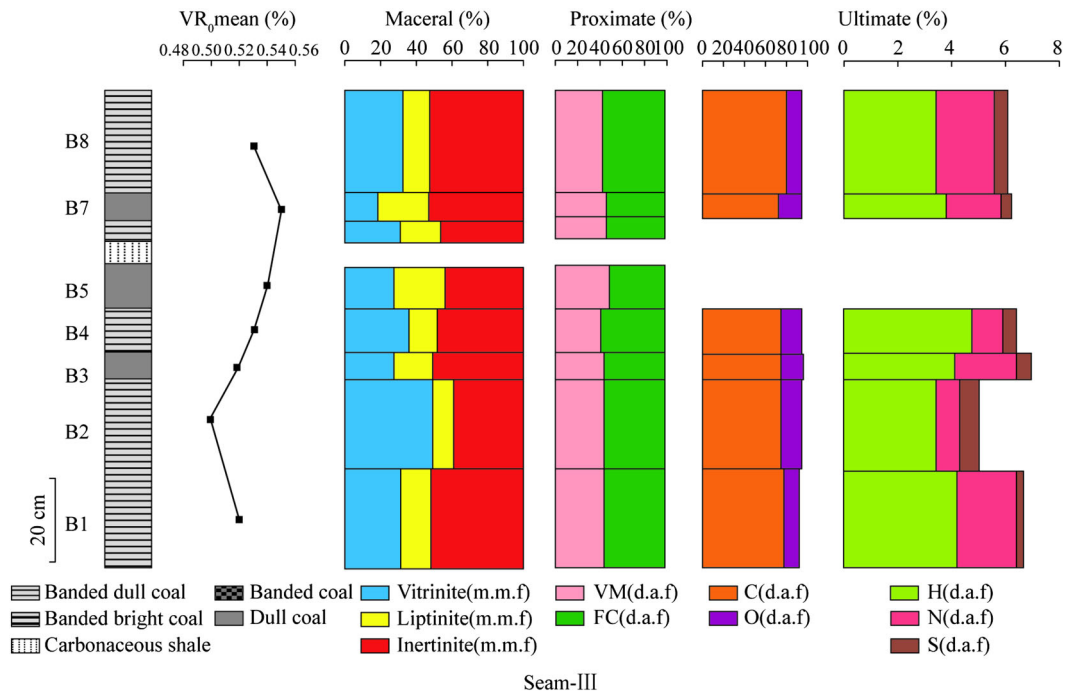 VR₀mean (%) Maceral (%) Proximate (%) Ultimate (%)
0.48 0.50 0.52 0.54 0.56
0 20 40 60 80 100
0 20 40 60 80 100
0 20 40 60 80 100
0 2 4 6 8
B8
B7
B5
B4
B3
B2
B1
20 cm
Banded dull coal
Banded bright coal
Carbonaceous shale
Banded coal
Dull coal
Vitrinite(m.m.f)
Liptinite(m.m.f)
Inertinite(m.m.f)
VM(d.a.f)
FC(d.a.f)
C(d.a.f)
O(d.a.f)
H(d.a.f)
N(d.a.f)
S(d.a.f)
Seam-III